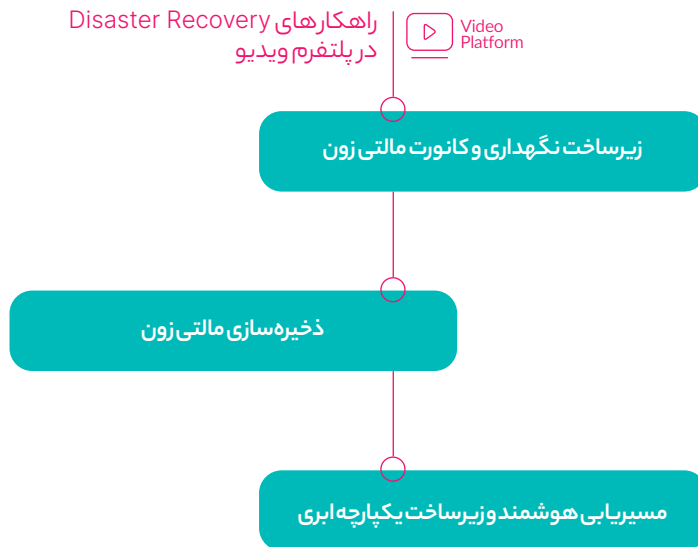 راهکارهای Disaster Recovery
در پلتفرم ویدیو
Video
Platform
زیرساخت نگهداری و کانورت مالتی زون
ذخیره‌سازی مالتی زون
مسیریابی هوشمند و زیرساخت یکپارچه ابری